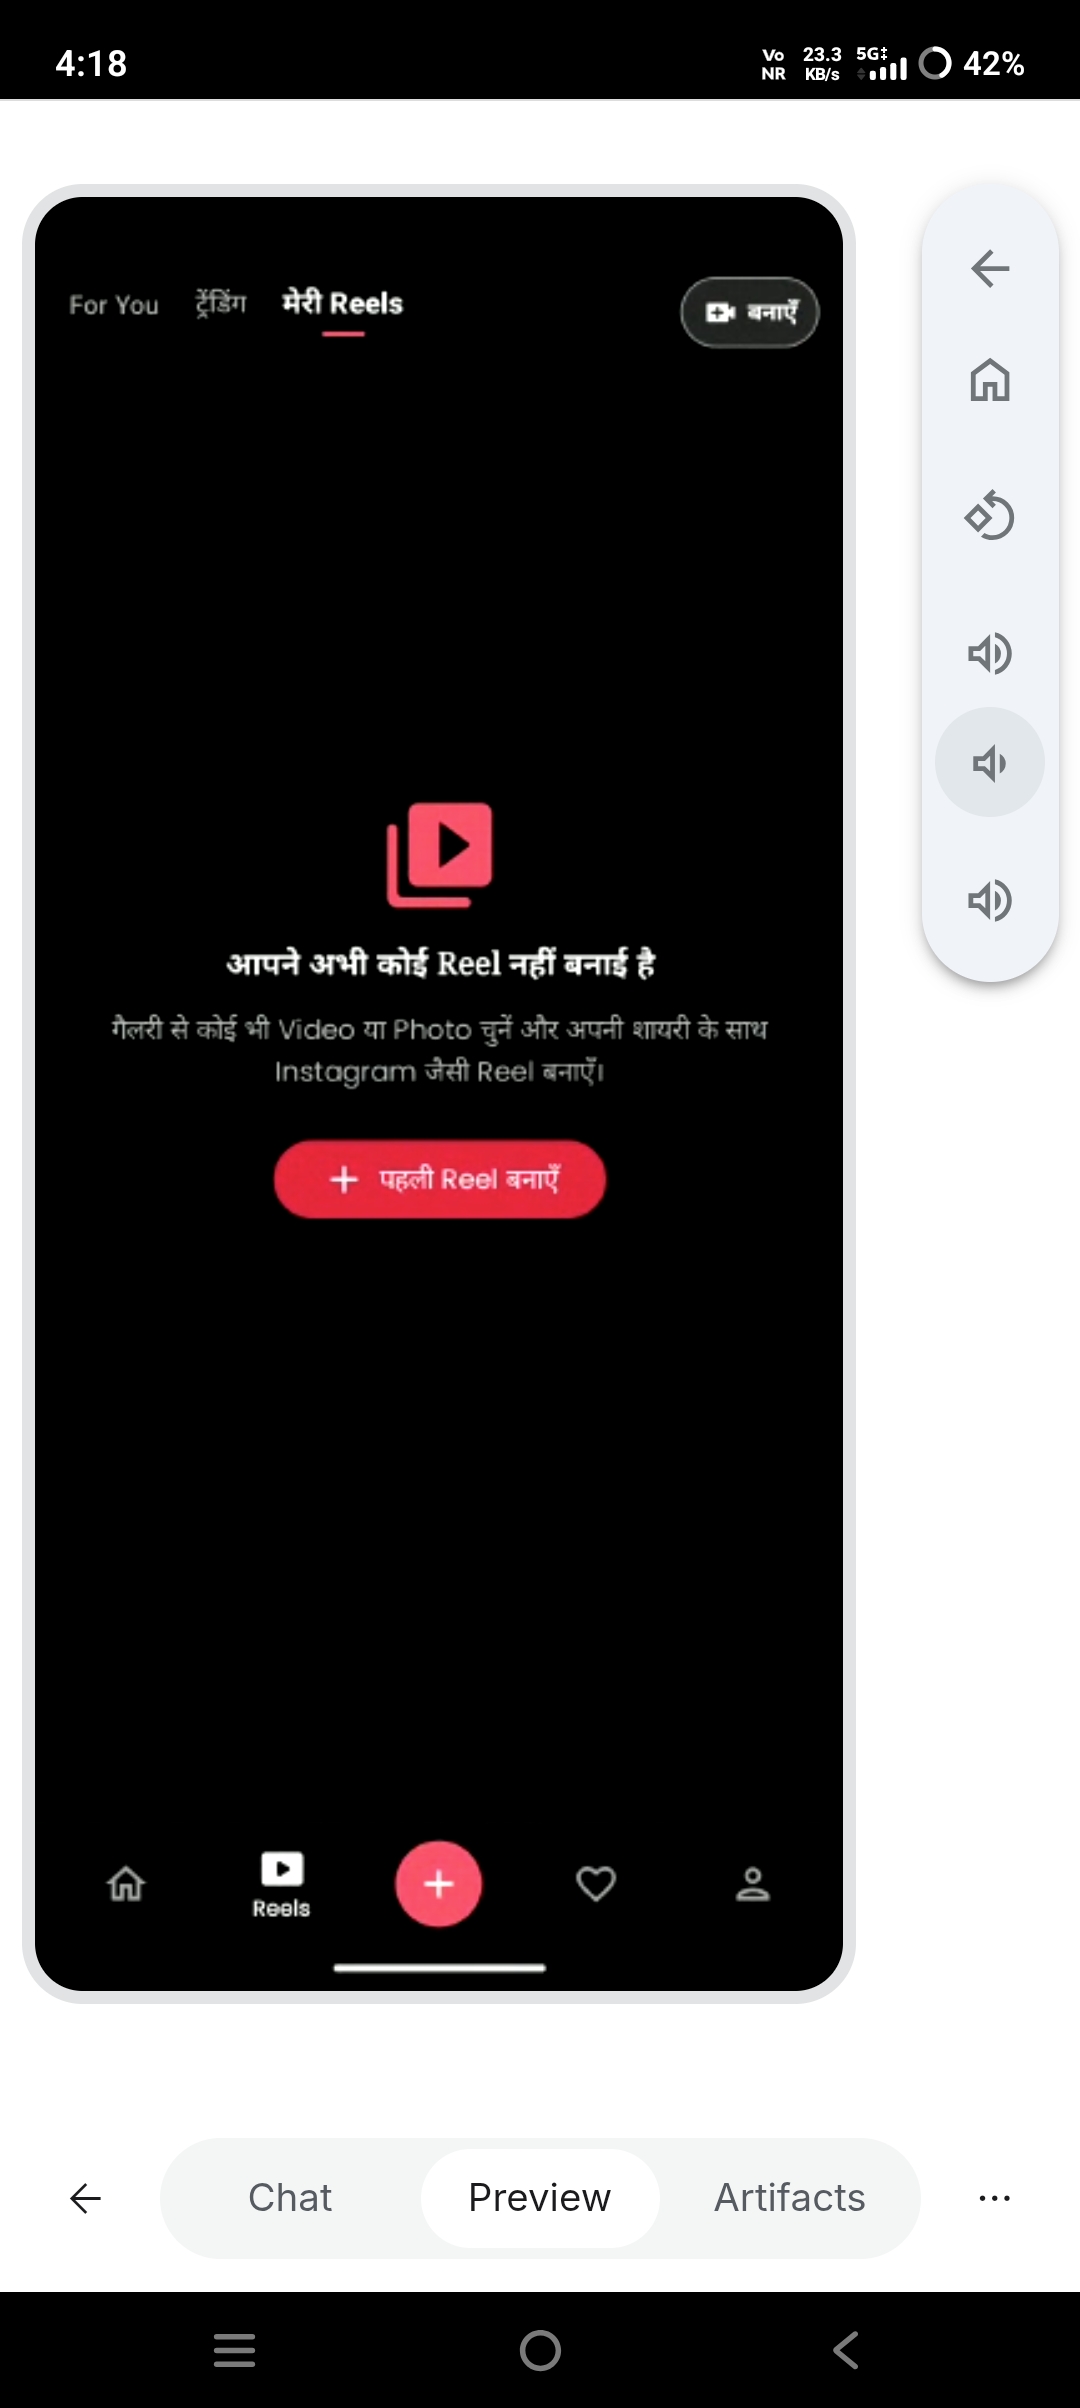 4:18
Vo NR 23.3 KB/s 5G‡ 42%
For You ट्रेंडिंग मेरी Reels बनाएँ
आपने अभी कोई Reel नहीं बनाई है
गैलरी से कोई भी Video या Photo चुनें और अपनी शायरी के साथ
Instagram जैसी Reel बनाएँ।
+ पहली Reel बनाएँ
Reels
Chat Preview Artifacts